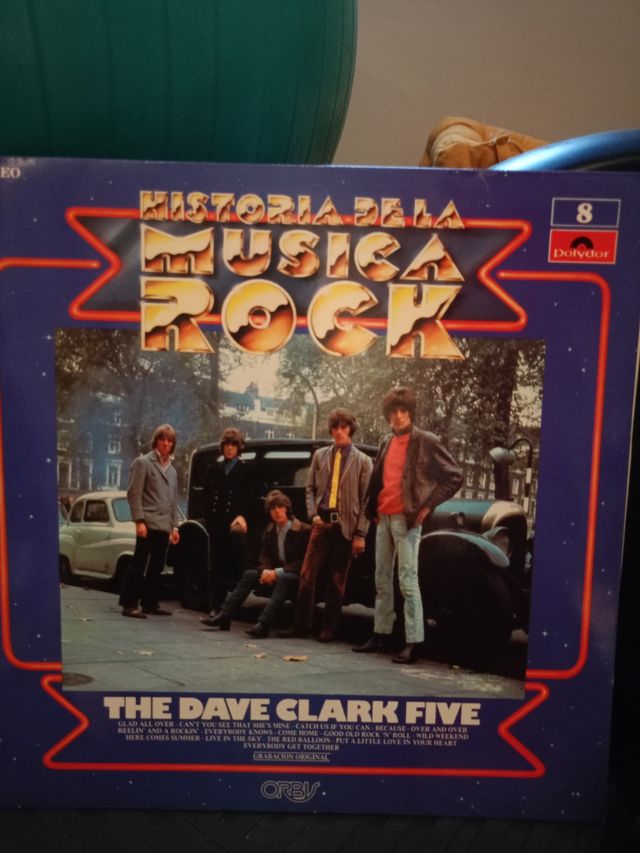 EO
HISTORIA DE LA
MUSICA
ROCK
8
polydor
THE DAVE CLARK FIVE
GLAD ALL OVER - CAN'T YOU SEE THAT SHE'S MINE - CATCH US IF YOU CAN - BECAUSE - OVER AND OVER
REELIN' AND A ROCKIN' - EVERYBODY KNOWS - COME HOME - GOOD OLD ROCK 'N' ROLL - WILD WEEKEND
HERE COMES SUMMER - LIVE IN THE SKY - THE RED BALLOON - PUT A LITTLE LOVE IN YOUR HEART
EVERYBODY GET TOGETHER
GRABACION ORIGINAL
ORBIS